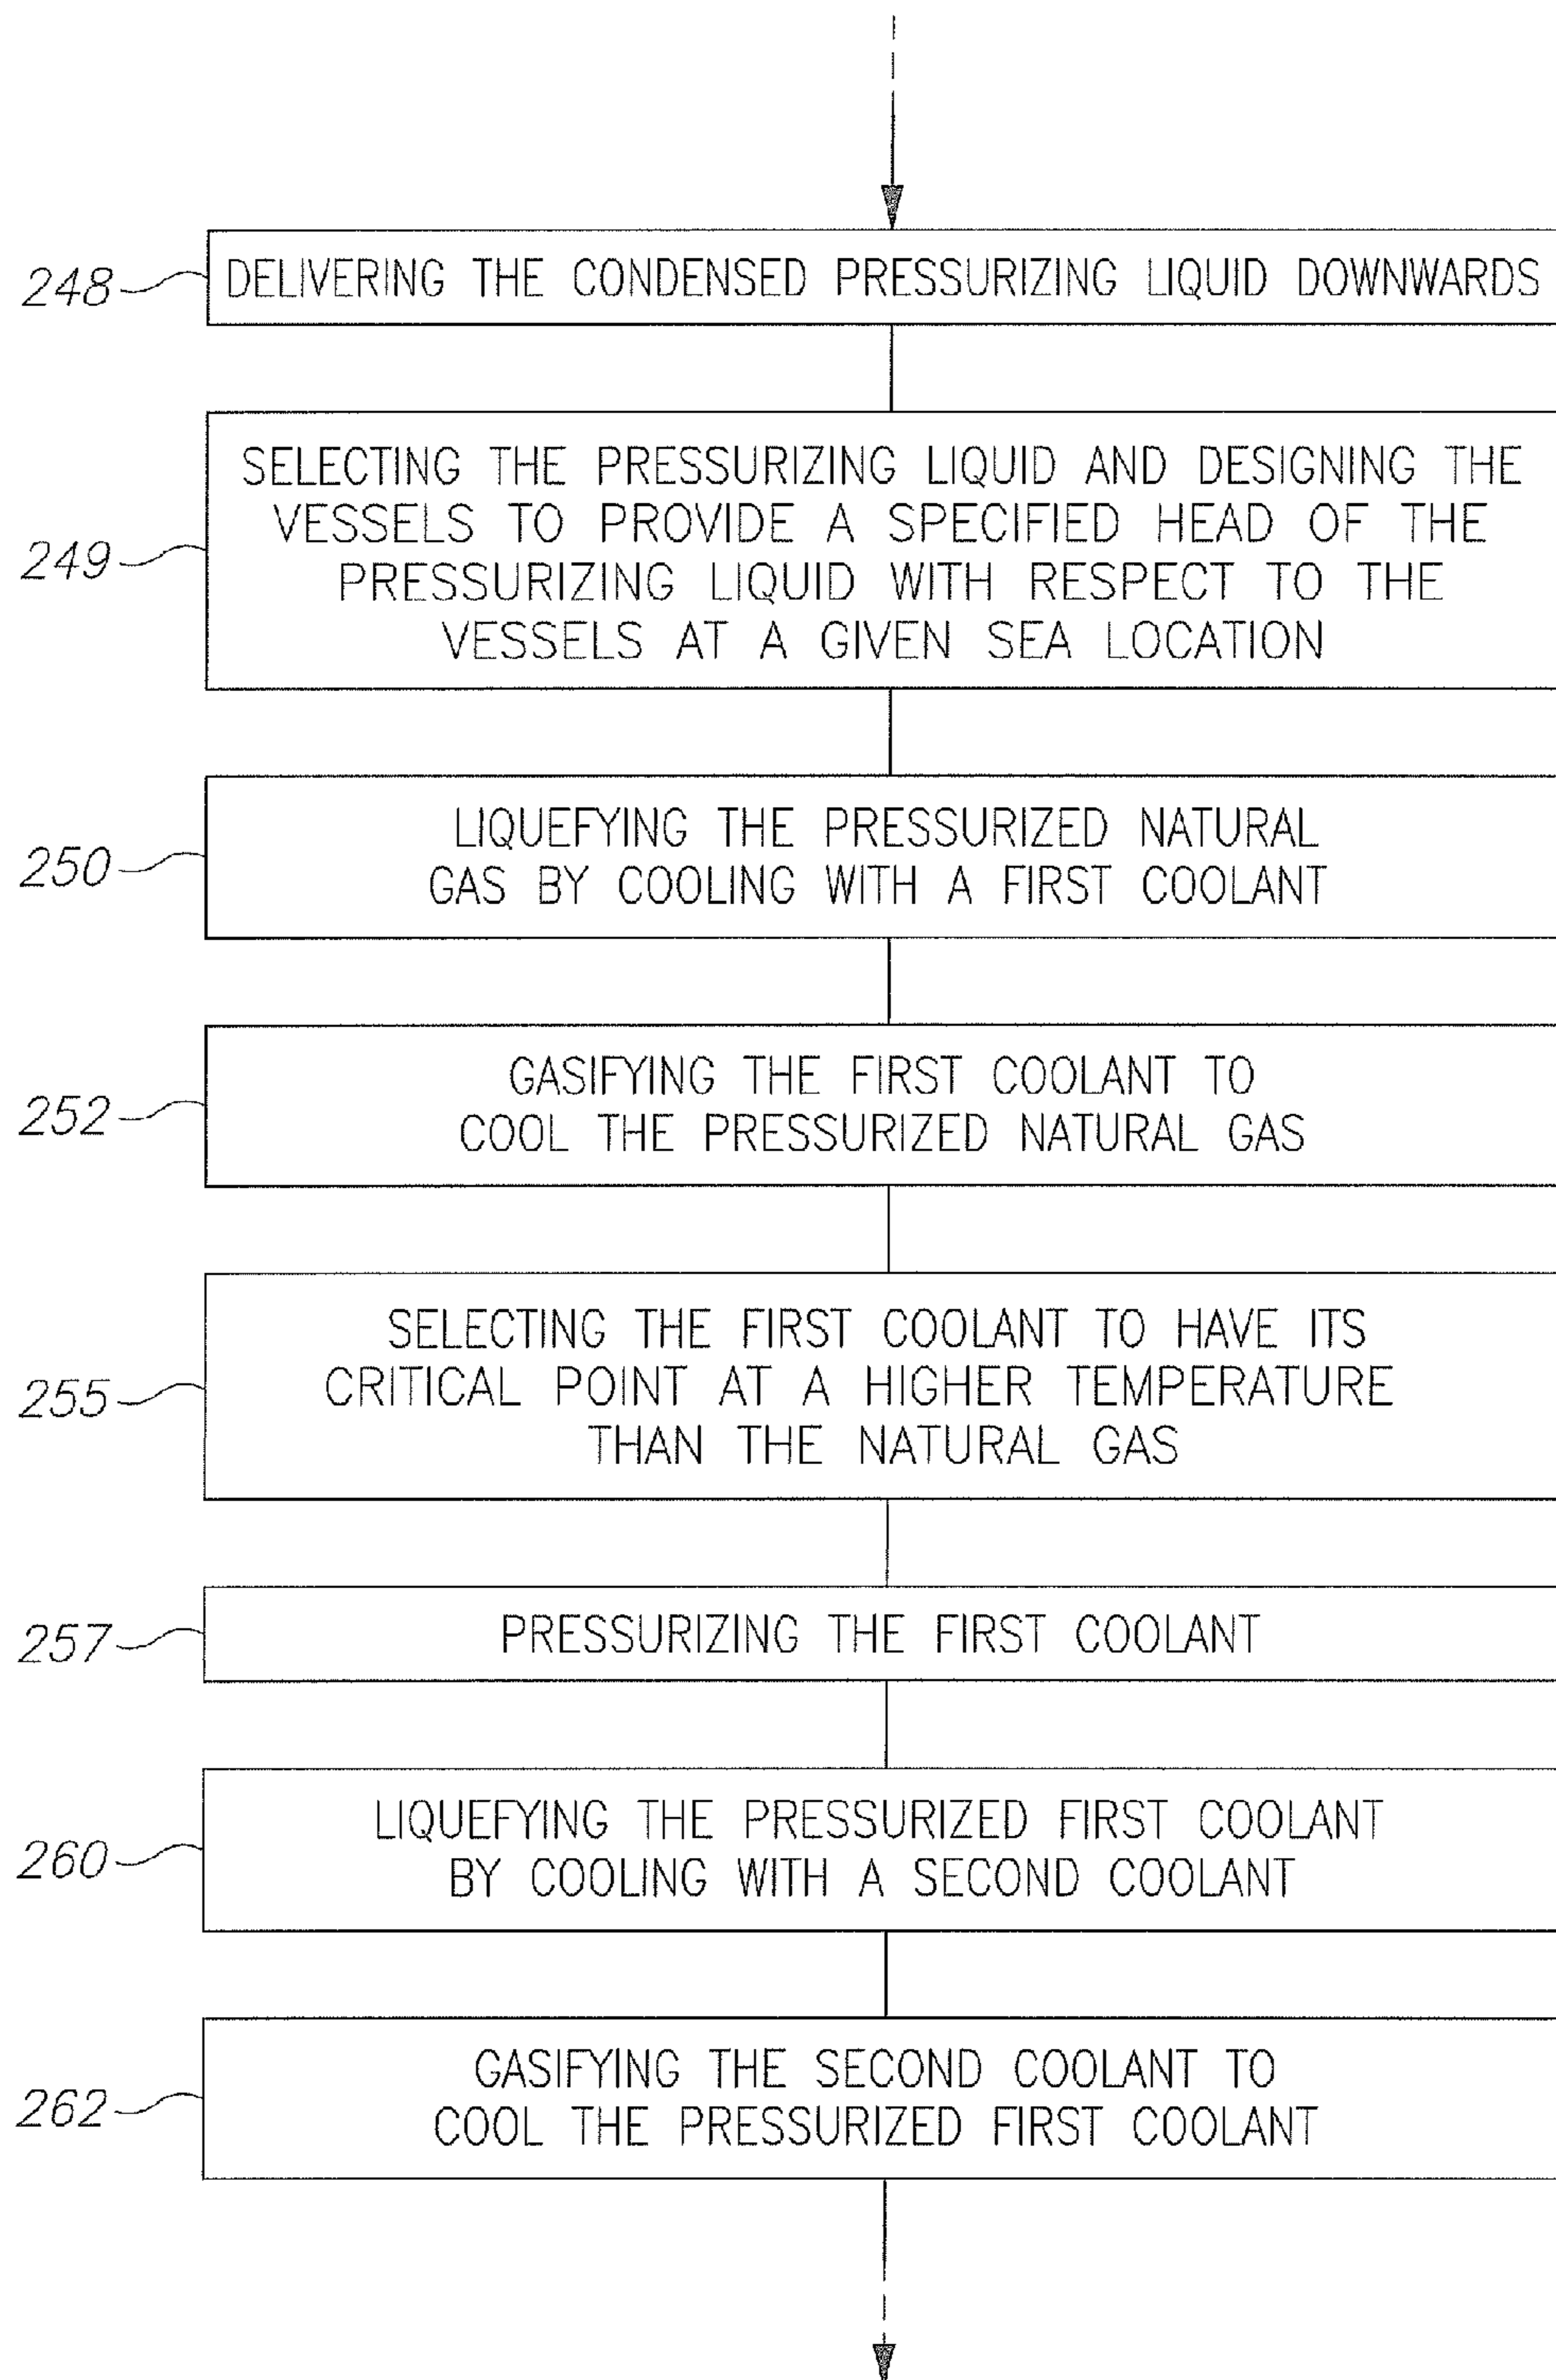 248
DELIVERING THE CONDENSED PRESSURIZING LIQUID DOWNWARDS
249
SELECTING THE PRESSURIZING LIQUID AND DESIGNING THE
VESSELS TO PROVIDE A SPECIFIED HEAD OF THE
PRESSURIZING LIQUID WITH RESPECT TO THE
VESSELS AT A GIVEN SEA LOCATION
250
LIQUEFYING THE PRESSURIZED NATURAL
GAS BY COOLING WITH A FIRST COOLANT
252
GASIFYING THE FIRST COOLANT TO
COOL THE PRESSURIZED NATURAL GAS
255
SELECTING THE FIRST COOLANT TO HAVE ITS
CRITICAL POINT AT A HIGHER TEMPERATURE
THAN THE NATURAL GAS
257
PRESSURIZING THE FIRST COOLANT
260
LIQUEFYING THE PRESSURIZED FIRST COOLANT
BY COOLING WITH A SECOND COOLANT
262
GASIFYING THE SECOND COOLANT TO
COOL THE PRESSURIZED FIRST COOLANT